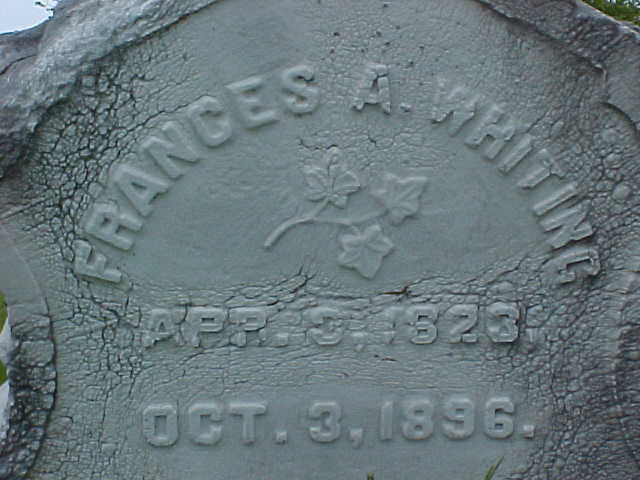 FRANCES A. WHITING
APR. 3, 1823.
OCT. 3, 1896.